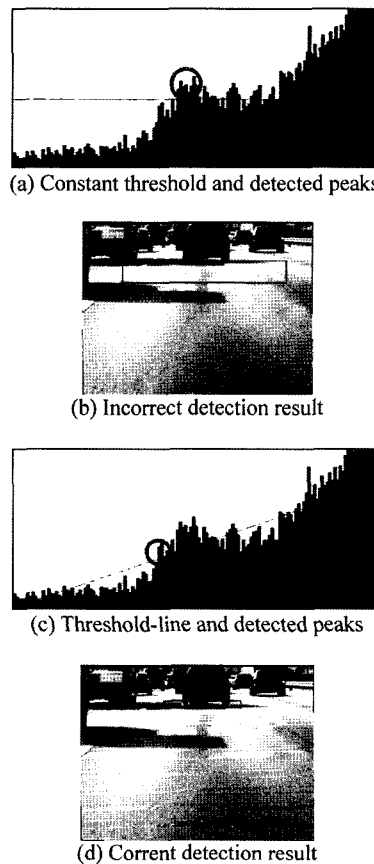 (a) Constant threshold and detected peaks
(b) Incorrect detection result
(c) Threshold-line and detected peaks
(d) Corrent detection result